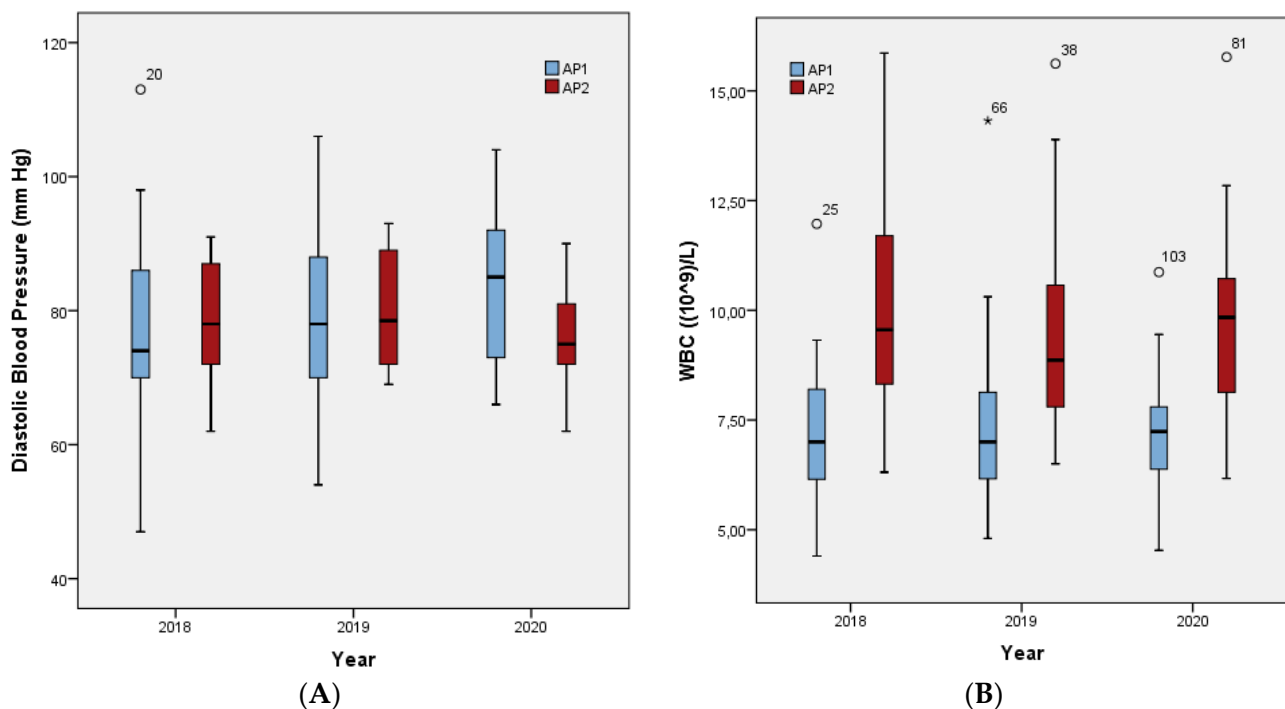 120
100
80
60
40
Diastolic Blood Pressure (mm Hg)
20
AP1
AP2
2018
2019
2020
Year
(A)
15,00
12,50
10,00
7,50
5,00
WBC ((10^9)/L)
AP1
AP2
25
66
38
103
81
2018
2019
2020
Year
(B)